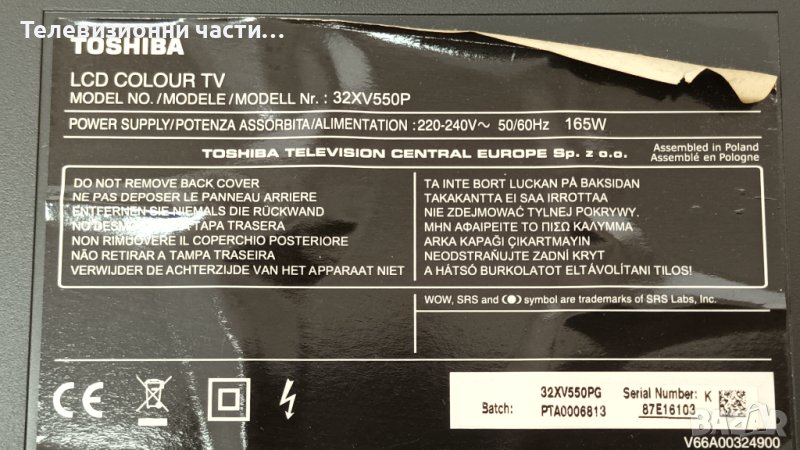 Телевизионни части...
TOSHIBA
LCD COLOUR TV
MODEL NO./MODELE/MODELL Nr. : 32XV550P
POWER SUPPLY/POTENZA ASSORBITA/ALIMENTATION : 220-240V~ 50/60Hz 165W
TOSHIBA TELEVISION CENTRAL EUROPE Sp. z o.o.
Assembled in Poland
Assemblé en Pologne
DO NOT REMOVE BACK COVER
NE PAS DEPOSER LE PANNEAU ARRIERE
ENTFERNEN SIE NIEMALS DIE RÜCKWAND
NO DESMONTE LA TAPA TRASERA
NON RIMUOVERE IL COPERCHIO POSTERIORE
NÃO RETIRAR A TAMPA TRASEIRA
VERWIJDER DE ACHTERZIJDE VAN HET APPARAAT NIET
TA INTE BORT LUCKAN PÅ BAKSIDAN
TAKAKANTTA EI SAA IRROTTAA
NIE ZDEJMOWAĆ TYLNEJ POKRYWY.
ΜΗΝ ΑΦΑΙΡΕΙΤΕ ΤΟ ΠΙΣΩ ΚΑΛΥΜΜΑ
ARKA KAPAĞI ÇIKARTMAYIN
NEODSTRAŇUJTE ZADNÍ KRYT
A HÁTSÓ BURKOLATOT ELTÁVOLÍTANI TILOS!
WOW, SRS and (●) symbol are trademarks of SRS Labs, Inc.
CE
32XV550PG Serial Number: K
Batch: PTA0006813 87E16103
V66A00324900
BAZAR